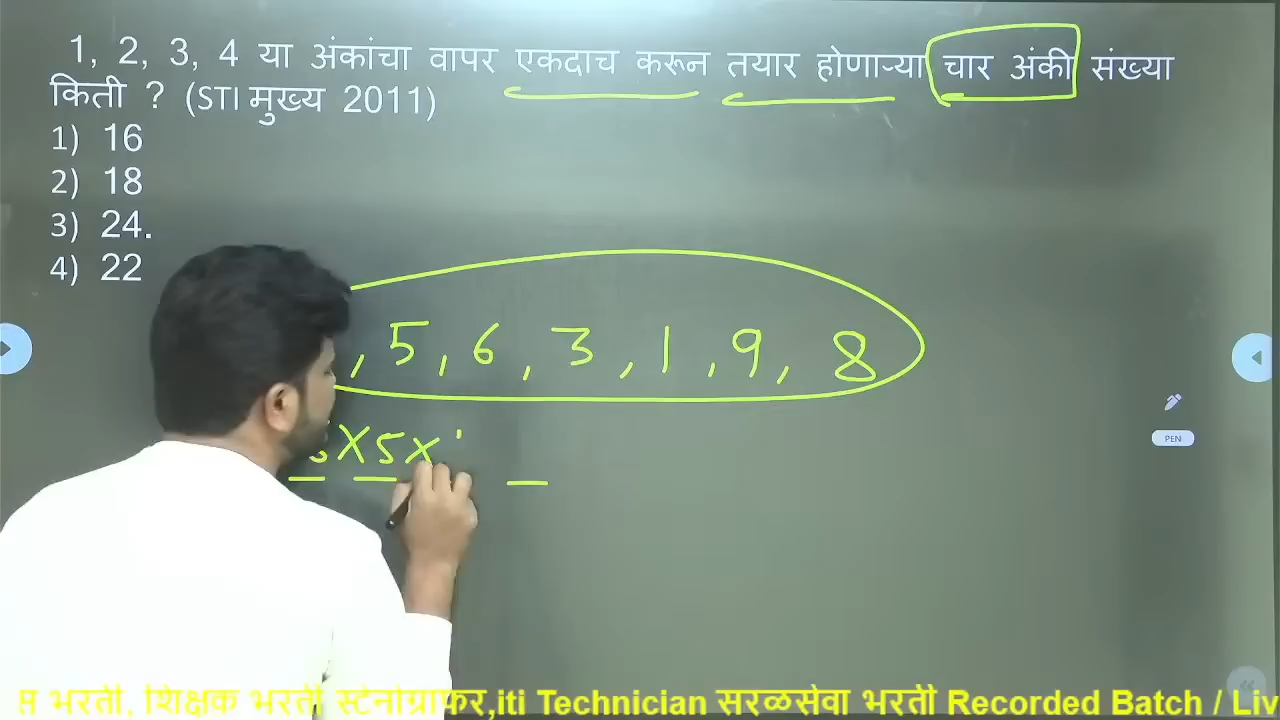 1, 2, 3, 4 या अंकांचा वापर एकदाच करून तयार होणाऱ्या चार अंकी संख्या
किती ? (STI मुख्य 2011)
1) 16
2) 18
3) 24.
4) 22
, 5, 6, 3, 1, 9, 8
X 5 X
PEN
भरती, शिक्षक भरती स्टेनोग्राफर,iti Technician सरळसेवा भरती Recorded Batch / Liv